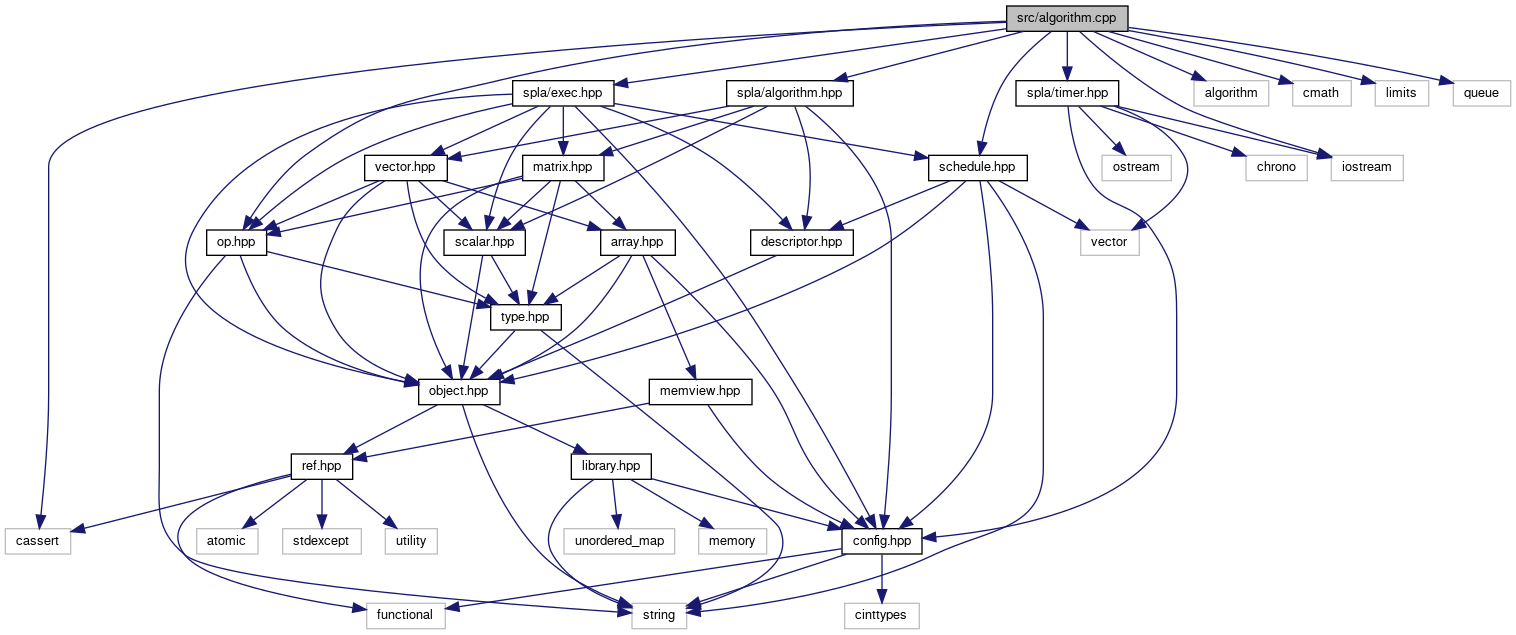 src/algorithm.cpp
spla/exec.hpp
spla/algorithm.hpp
spla/timer.hpp
algorithm
cmath
limits
queue
vector.hpp
matrix.hpp
schedule.hpp
ostream
chrono
iostream
op.hpp
scalar.hpp
array.hpp
descriptor.hpp
vector
type.hpp
object.hpp
memview.hpp
ref.hpp
library.hpp
cassert
atomic
stdexcept
utility
unordered_map
memory
config.hpp
functional
string
cinttypes